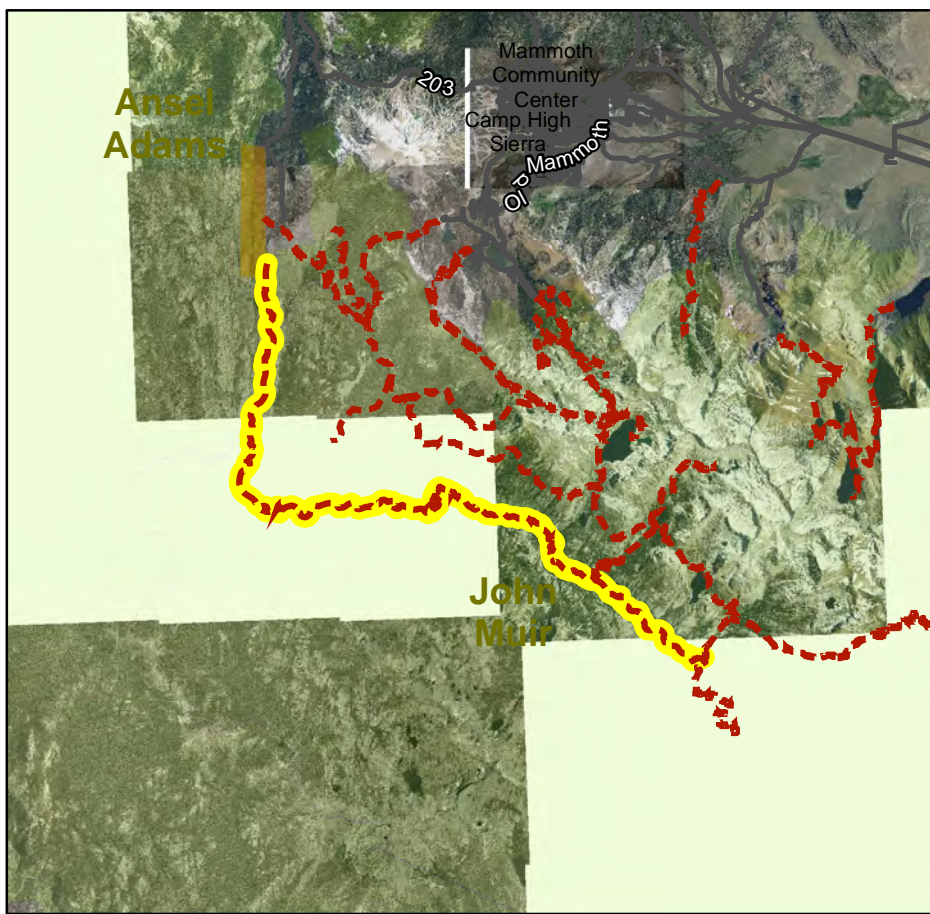 Mammoth
Community
Center
Camp High
Sierra
203
Mammoth
Old
Ansel
Adams
John
Muir